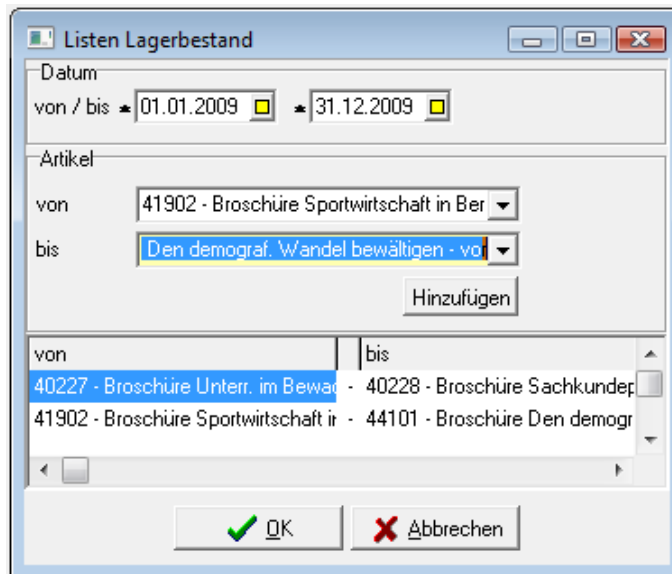 Listen Lagerbestand
Datum
von / bis 01.01.2009 31.12.2009
Artikel
von 41902 - Broschüre Sportwirtschaft in Ber
bis Den demograf. Wandel bewältigen - vor
Hinzufügen
von bis
40227 - Broschüre Unterr. im Bewac - 40228 - Broschüre Sachkundep
41902 - Broschüre Sportwirtschaft ir - 44101 - Broschüre Den demogr
OK Abbrechen